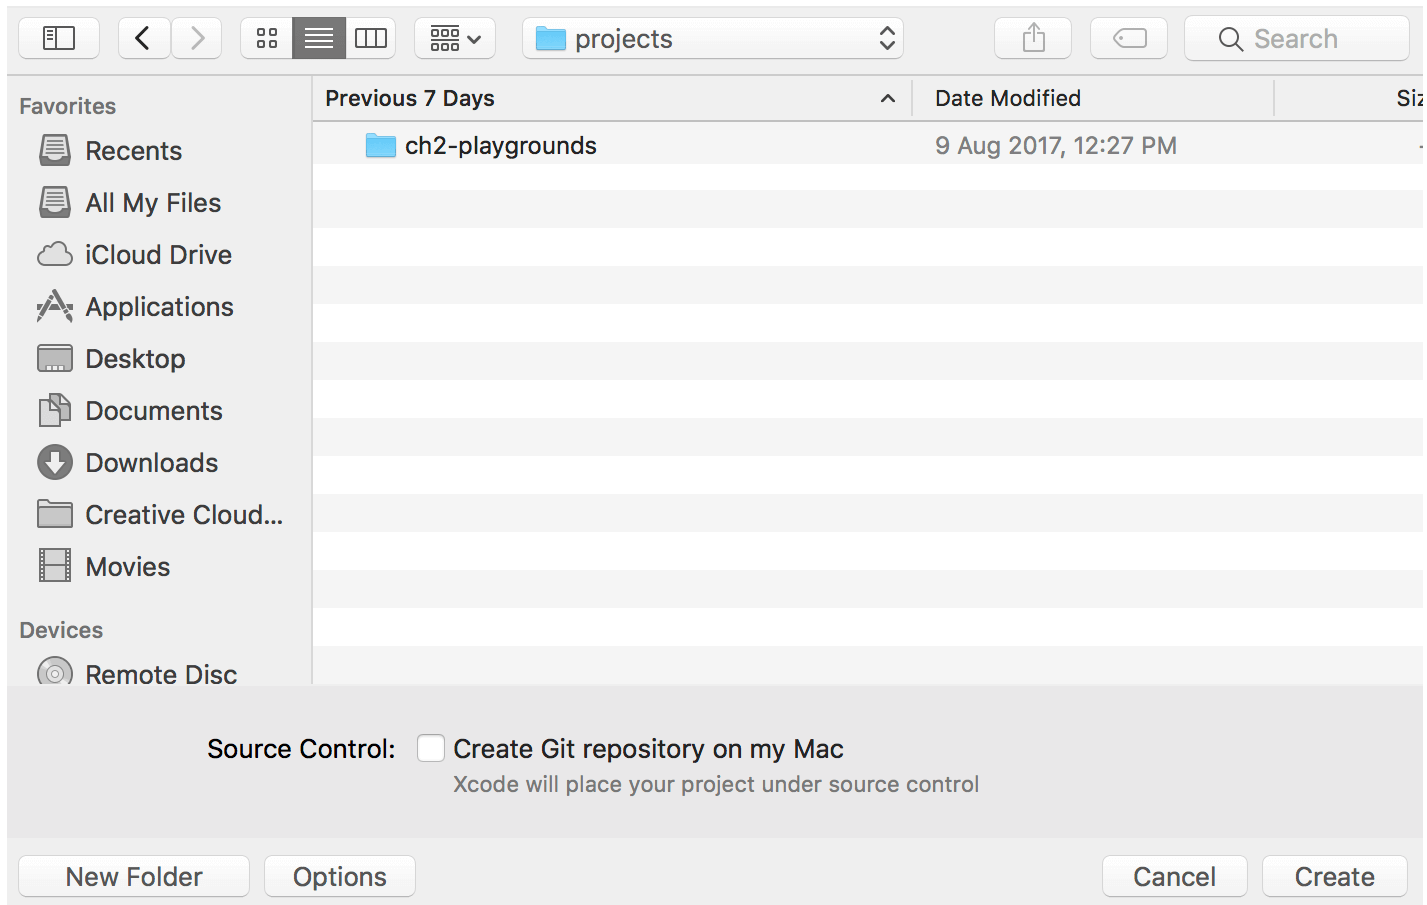 projects
Search
Favorites
Recents
All My Files
iCloud Drive
Applications
Desktop
Documents
Downloads
Creative Cloud...
Movies
Devices
Remote Disc
Previous 7 Days
Date Modified
Siz
ch2-playgrounds
9 Aug 2017, 12:27 PM
Source Control:
Create Git repository on my Mac
Xcode will place your project under source control
New Folder
Options
Cancel
Create